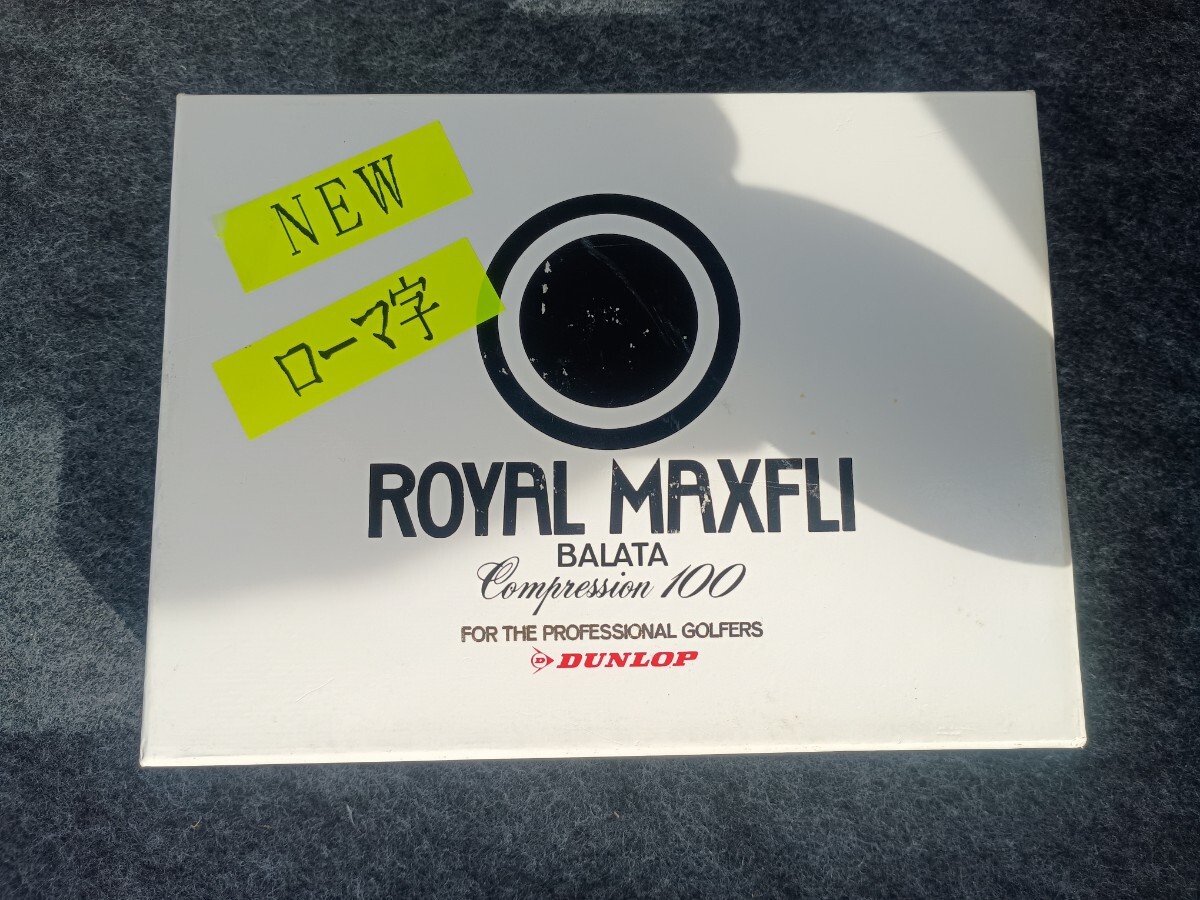 NEW
ローマ字
ROYAL MAXFLI
BALATA
Compression 100
FOR THE PROFESSIONAL GOLFERS
D DUNLOP